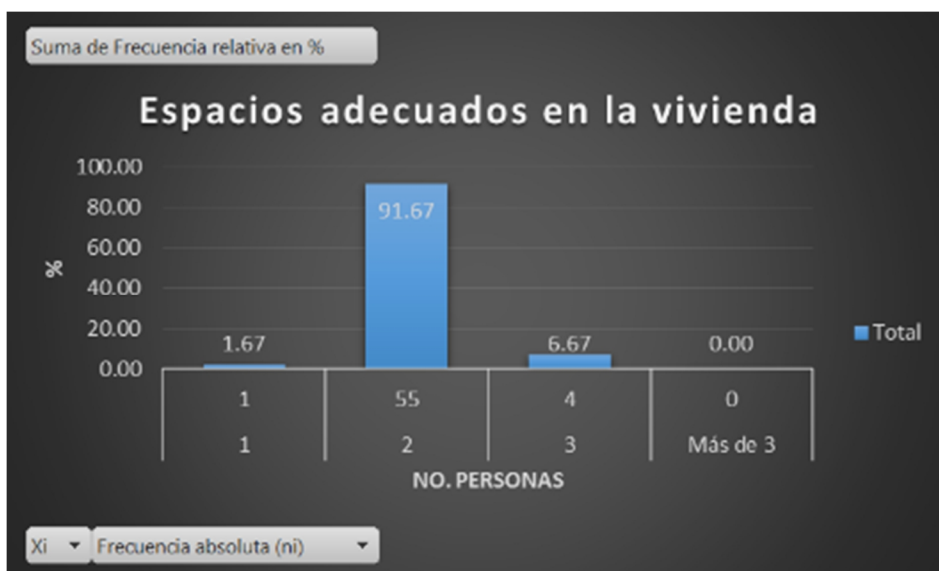 Suma de Frecuencia relativa en %
Espacios adecuados en la vivienda
100.00
80.00
60.00
40.00
20.00
0.00
%
1.67
91.67
6.67
0.00
Total
1 55 4 0
1 2 3 Más de 3
NO. PERSONAS
Xi Frecuencia absoluta (ni)